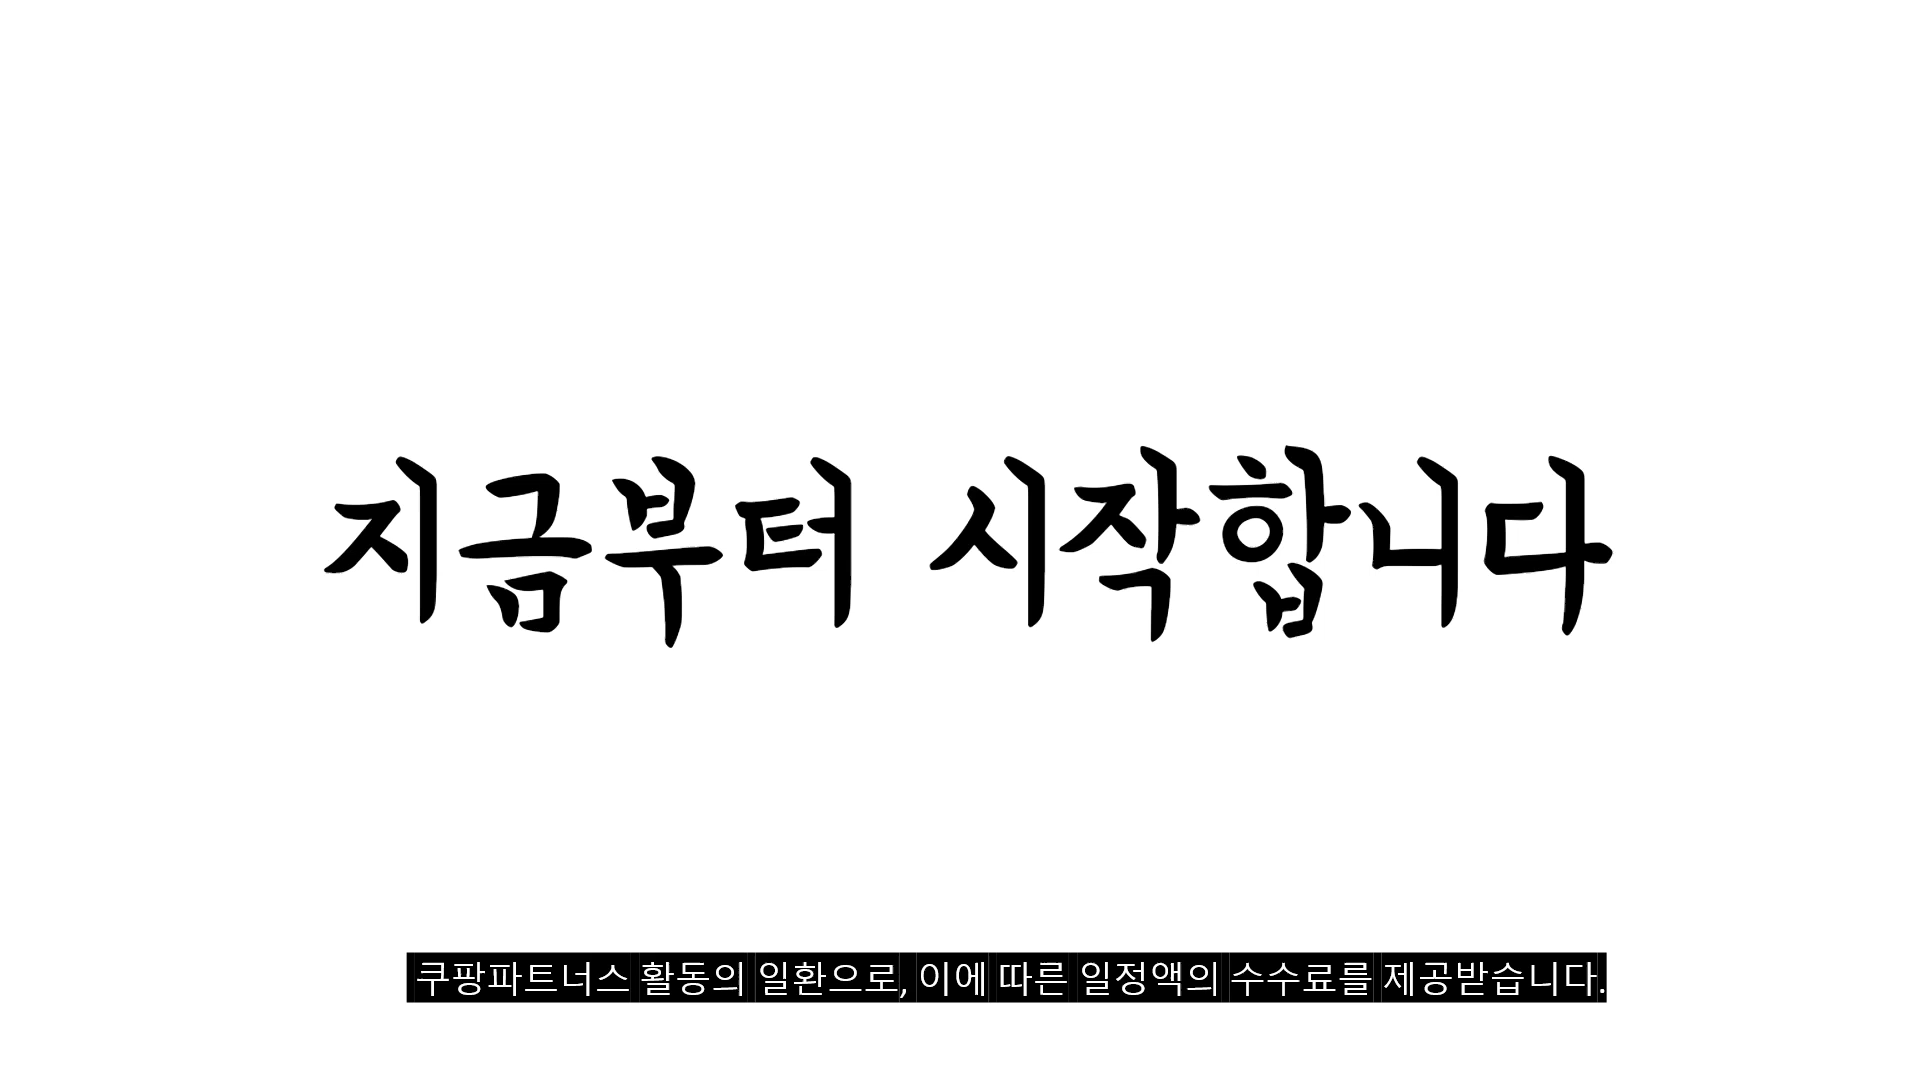 지금부터 시작합니다
쿠팡파트너스 활동의 일환으로, 이에 따른 일정액의 수수료를 제공받습니다.